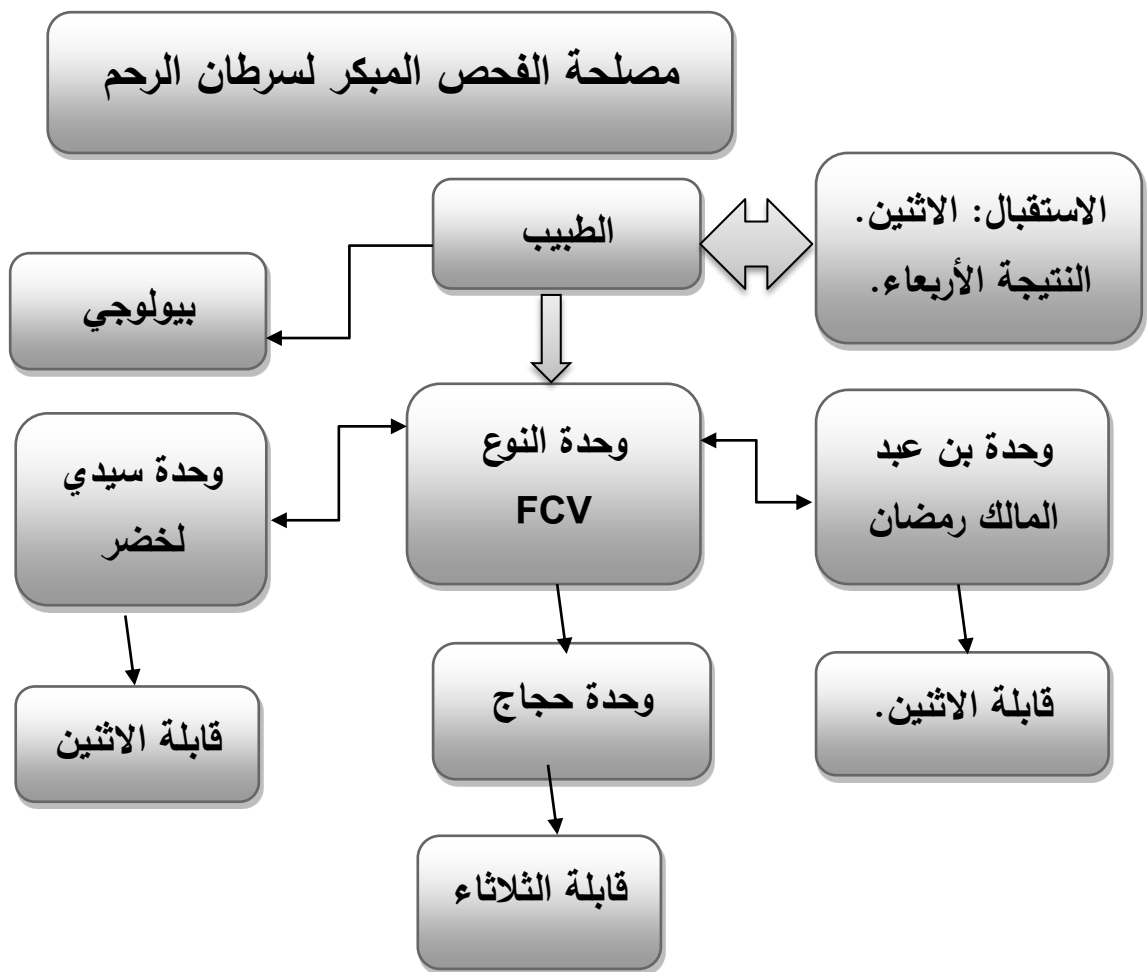 مصلحة الفحص المبكر لسرطان الرحم
الاستقبال: الاثنين.
النتيجة الأربعاء.
الطبيب
بيولوجي
وحدة بن عبد
المالك رمضان
وحدة النوع
FCV
وحدة سيدي
لخضر
قابلة الاثنين.
وحدة حجاج
قابلة الاثنين
قابلة الثلاثاء